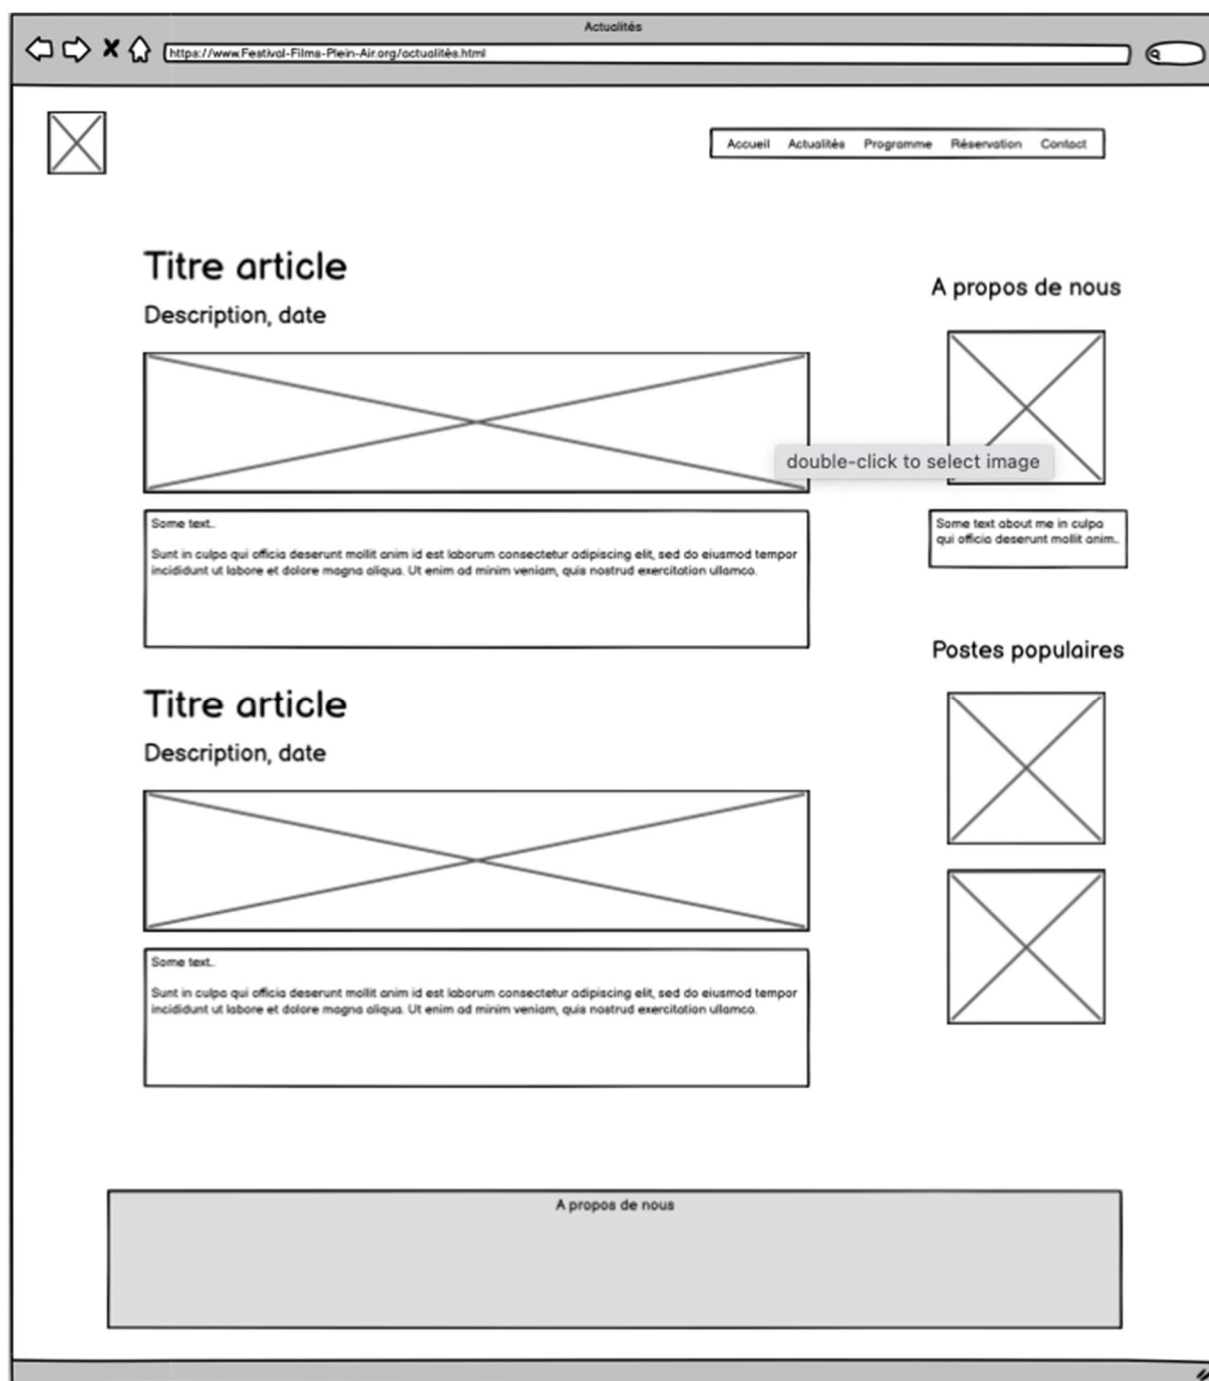 Actualités
https://www.Festival-Films-Plein-Air.org/actualités.html
Accueil Actualités Programme Réservation Contact
Titre article
Description, date
A propos de nous
double-click to select image
Some text..
Sunt in culpa qui officia deserunt mollit anim id est laborum consectetur adipiscing elit, sed do eiusmod tempor
incididunt ut labore et dolore magna aliqua. Ut enim ad minim veniam, quis nostrud exercitation ullamco.
Some text about me in culpa
qui officia deserunt mollit anim..
Postes populaires
Titre article
Description, date
Some text..
Sunt in culpa qui officia deserunt mollit anim id est laborum consectetur adipiscing elit, sed do eiusmod tempor
incididunt ut labore et dolore magna aliqua. Ut enim ad minim veniam, quis nostrud exercitation ullamco.
A propos de nous